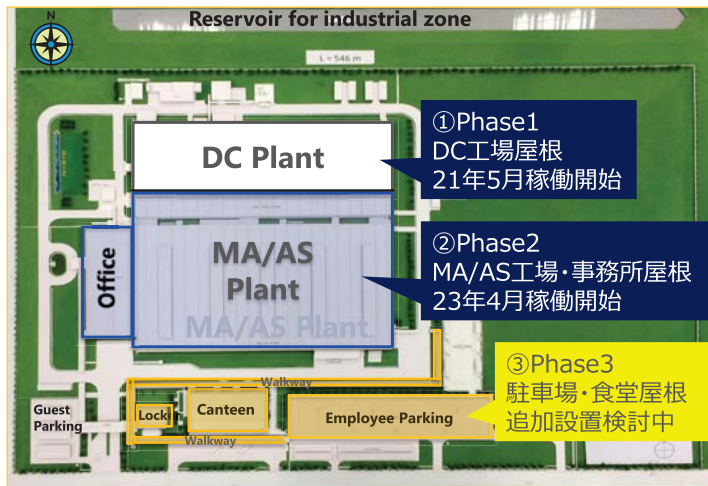 Reservoir for industrial zone
N
L=546 m
DC Plant
①Phase1
DC工場屋根
21年5月稼働開始
Office
MA/AS
Plant
MA/AS Plant
②Phase2
MA/AS工場・事務所屋根
23年4月稼働開始
③Phase3
駐車場・食堂屋根
追加設置検討中
Walkway
Guest
Parking
Locker
Canteen
Employee Parking
Walkway